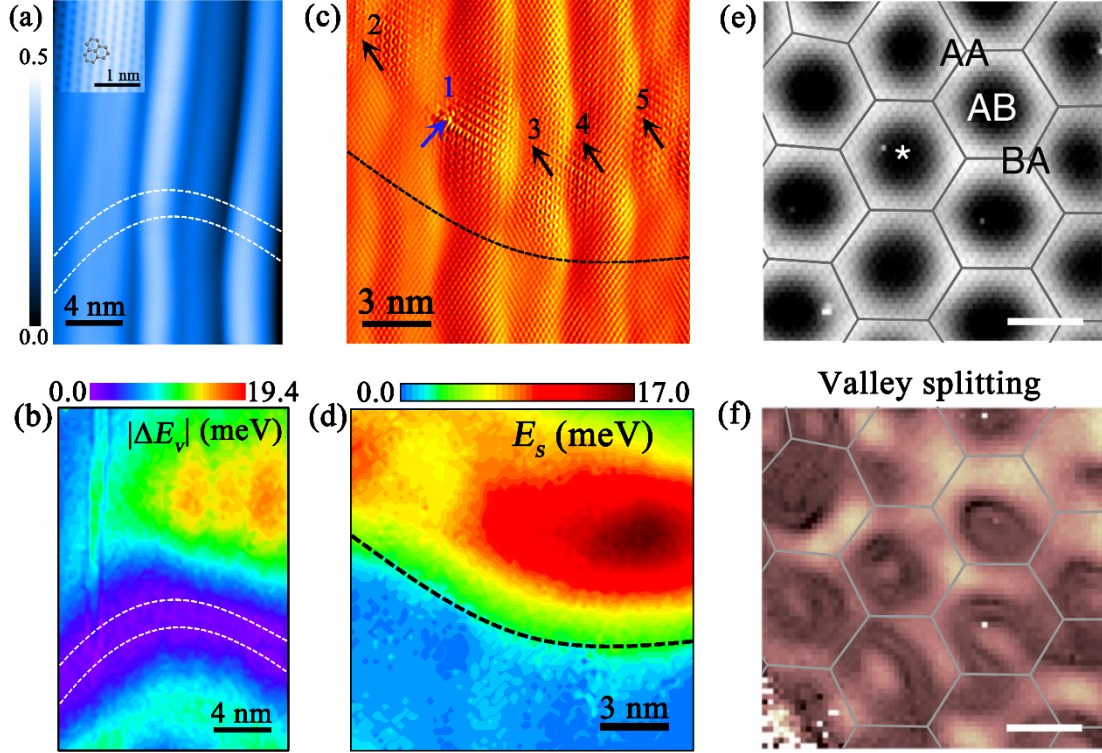 (a)
0.5
1 nm
0.0
4 nm
(c)
2
1
3
4
5
3 nm
(e)
AA
AB
*
BA
0.0
19.4
(b)
|ΔE_v| (meV)
4 nm
0.0
17.0
(d)
E_s (meV)
3 nm
Valley splitting
(f)